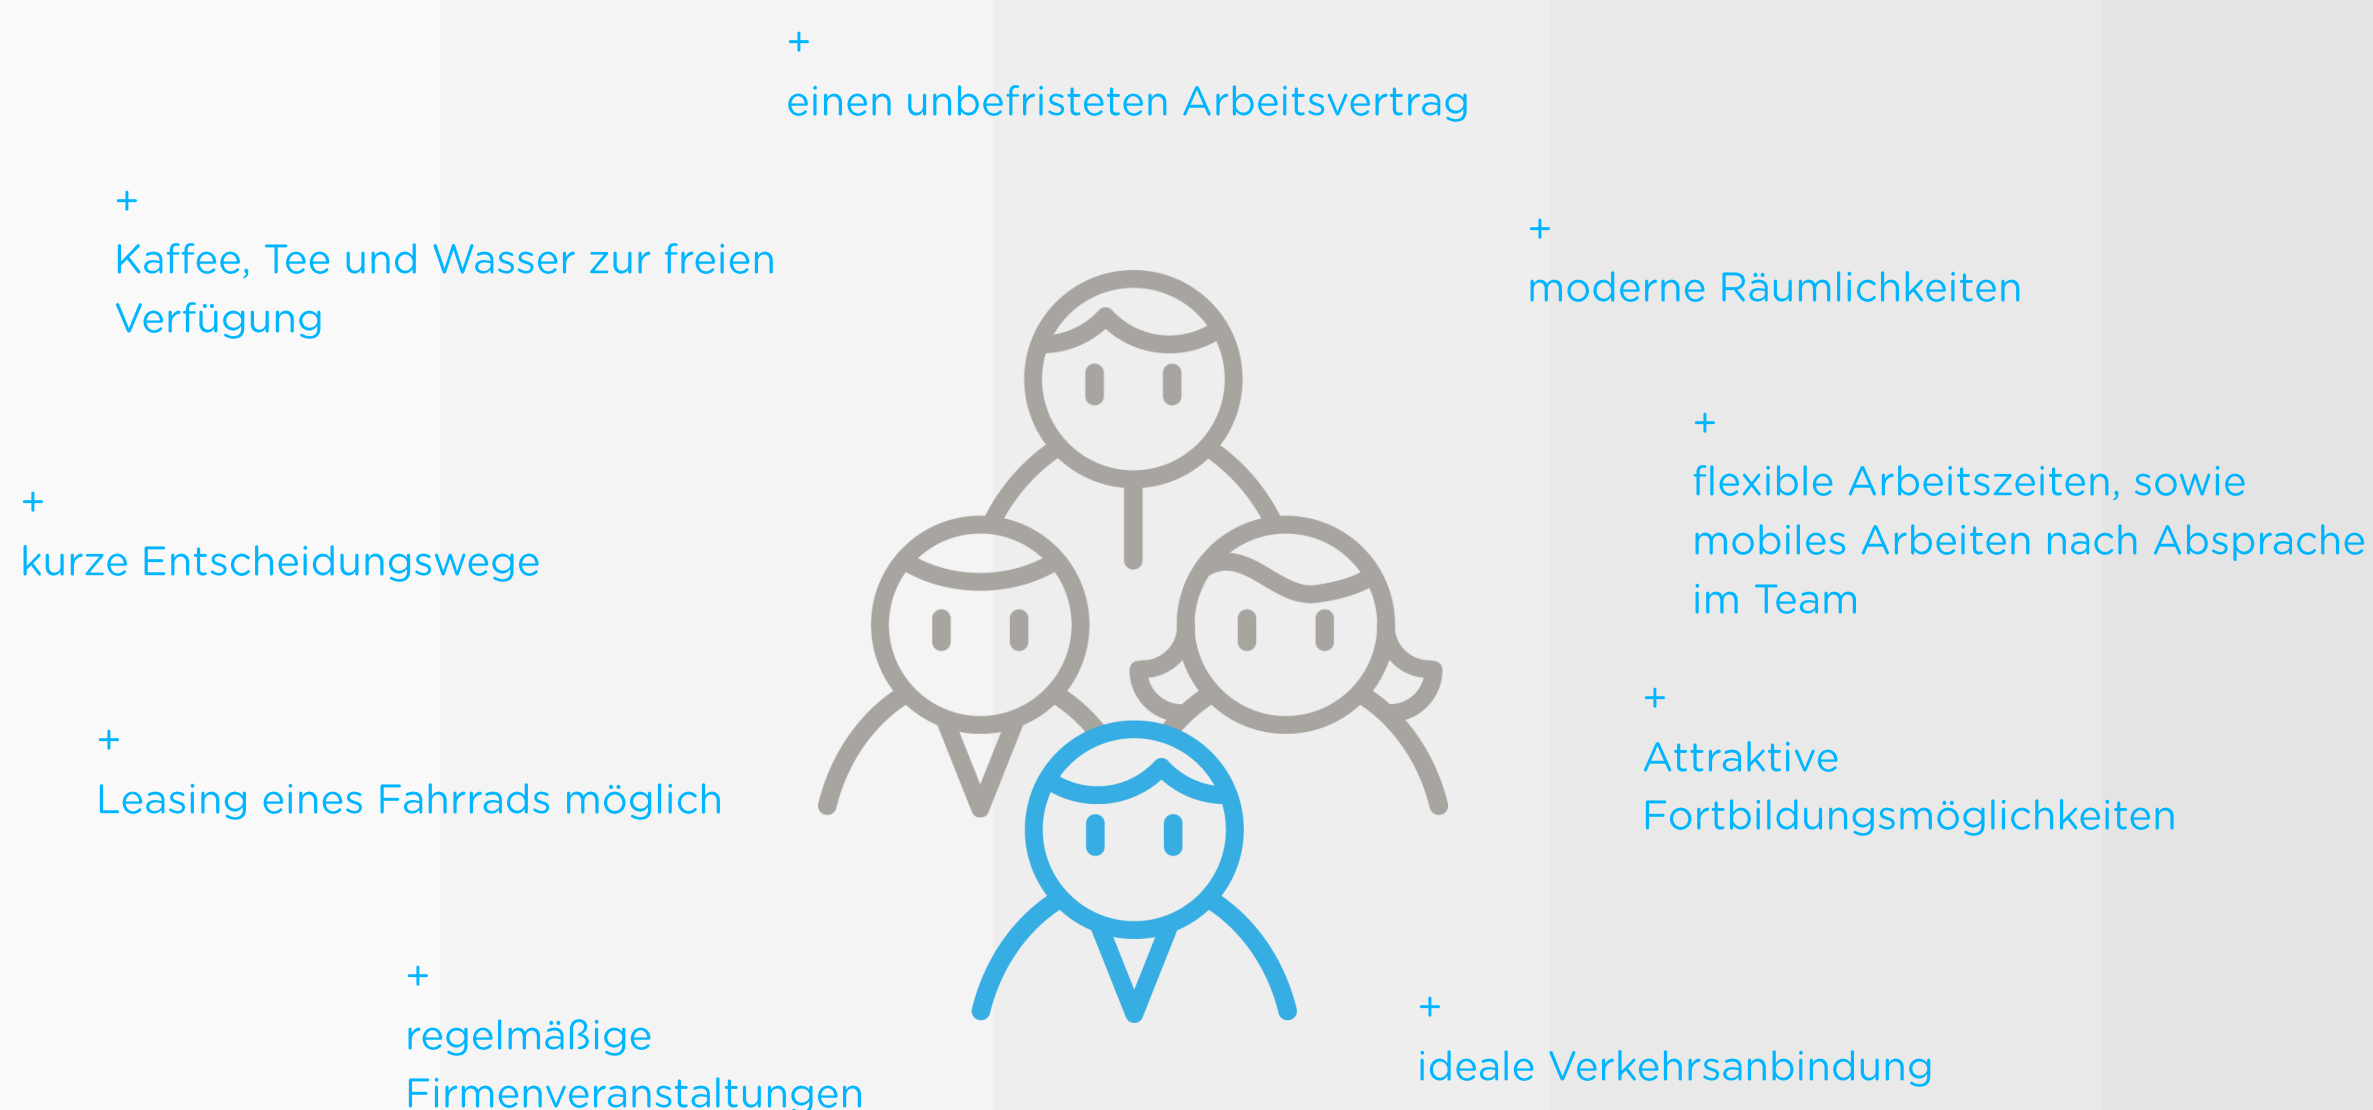 +
einen unbefristeten Arbeitsvertrag
+
Kaffee, Tee und Wasser zur freien
Verfügung
+
moderne Räumlichkeiten
+
flexible Arbeitszeiten, sowie
mobiles Arbeiten nach Absprache
im Team
+
kurze Entscheidungswege
+
Attraktive
Fortbildungsmöglichkeiten
+
Leasing eines Fahrrads möglich
+
regelmäßige
Firmenveranstaltungen
+
ideale Verkehrsanbindung